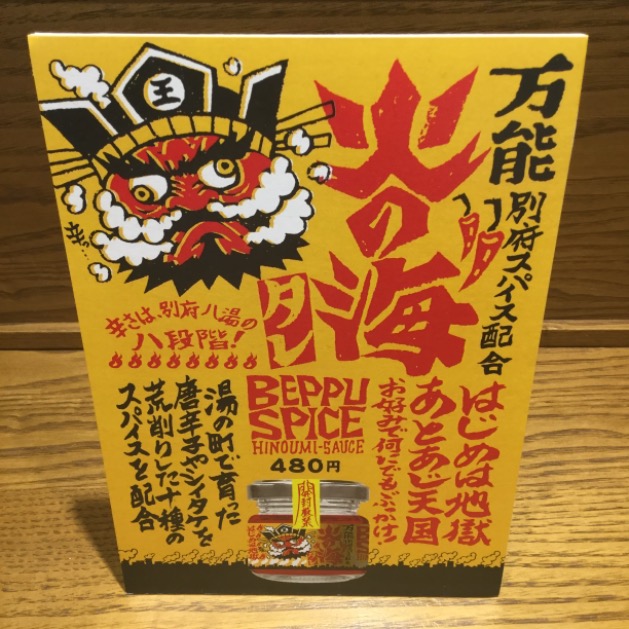 万能
別府スパイス配合
火の海
タレ
王
辛っ…
辛さは、別府八湯の
八段階!
はじめは地獄
あとあじ天国
お好みで何にでもぶっかけ
BEPPU
SPICE
HINOUMI-SAUCE
480円
湯の町で育った
唐辛子やシイタケを
荒削りした十種の
スパイスを配合